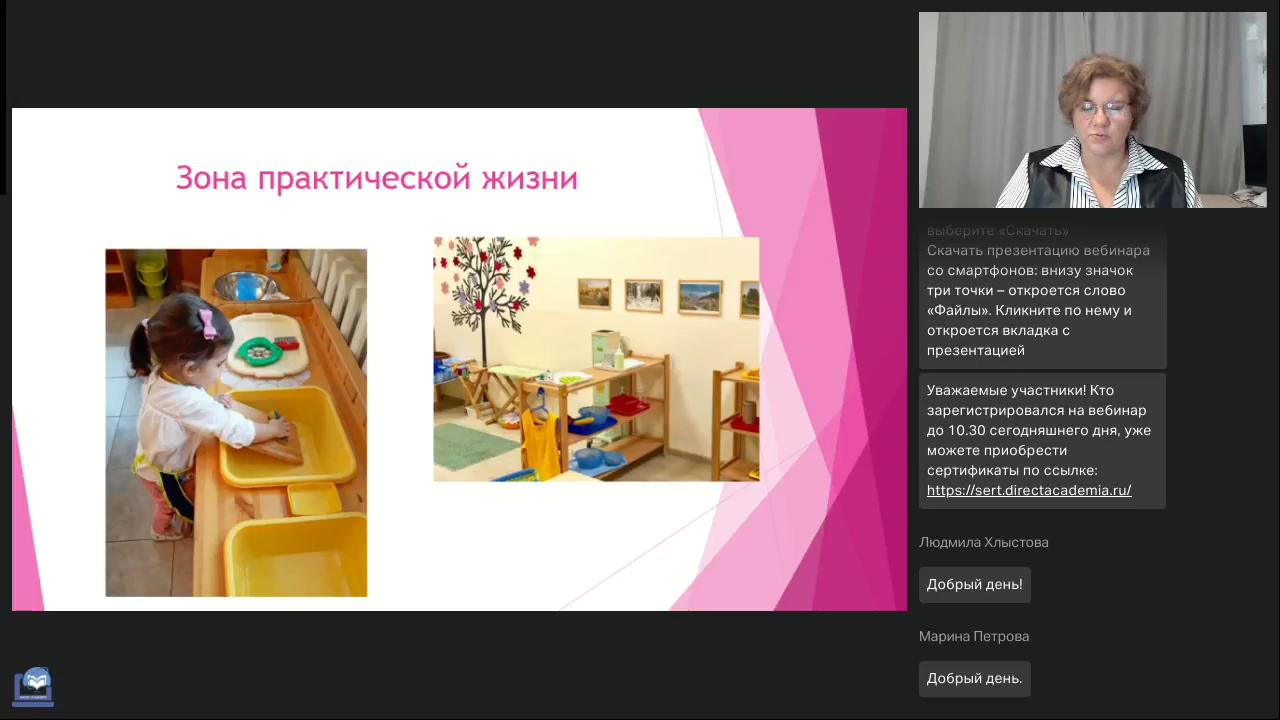 Зона практической жизни
выберите «Скачать»
Скачать презентацию вебинара
со смартфонов: внизу значок
три точки – откроется слово
«Файлы». Кликните по нему и
откроется вкладка с
презентацией
Уважаемые участники! Кто
зарегистрировался на вебинар
до 10.30 сегодняшнего дня, уже
можете приобрести
сертификаты по ссылке:
https://sert.directacademia.ru/
Людмила Хлыстова
Добрый день!
Марина Петрова
Добрый день.